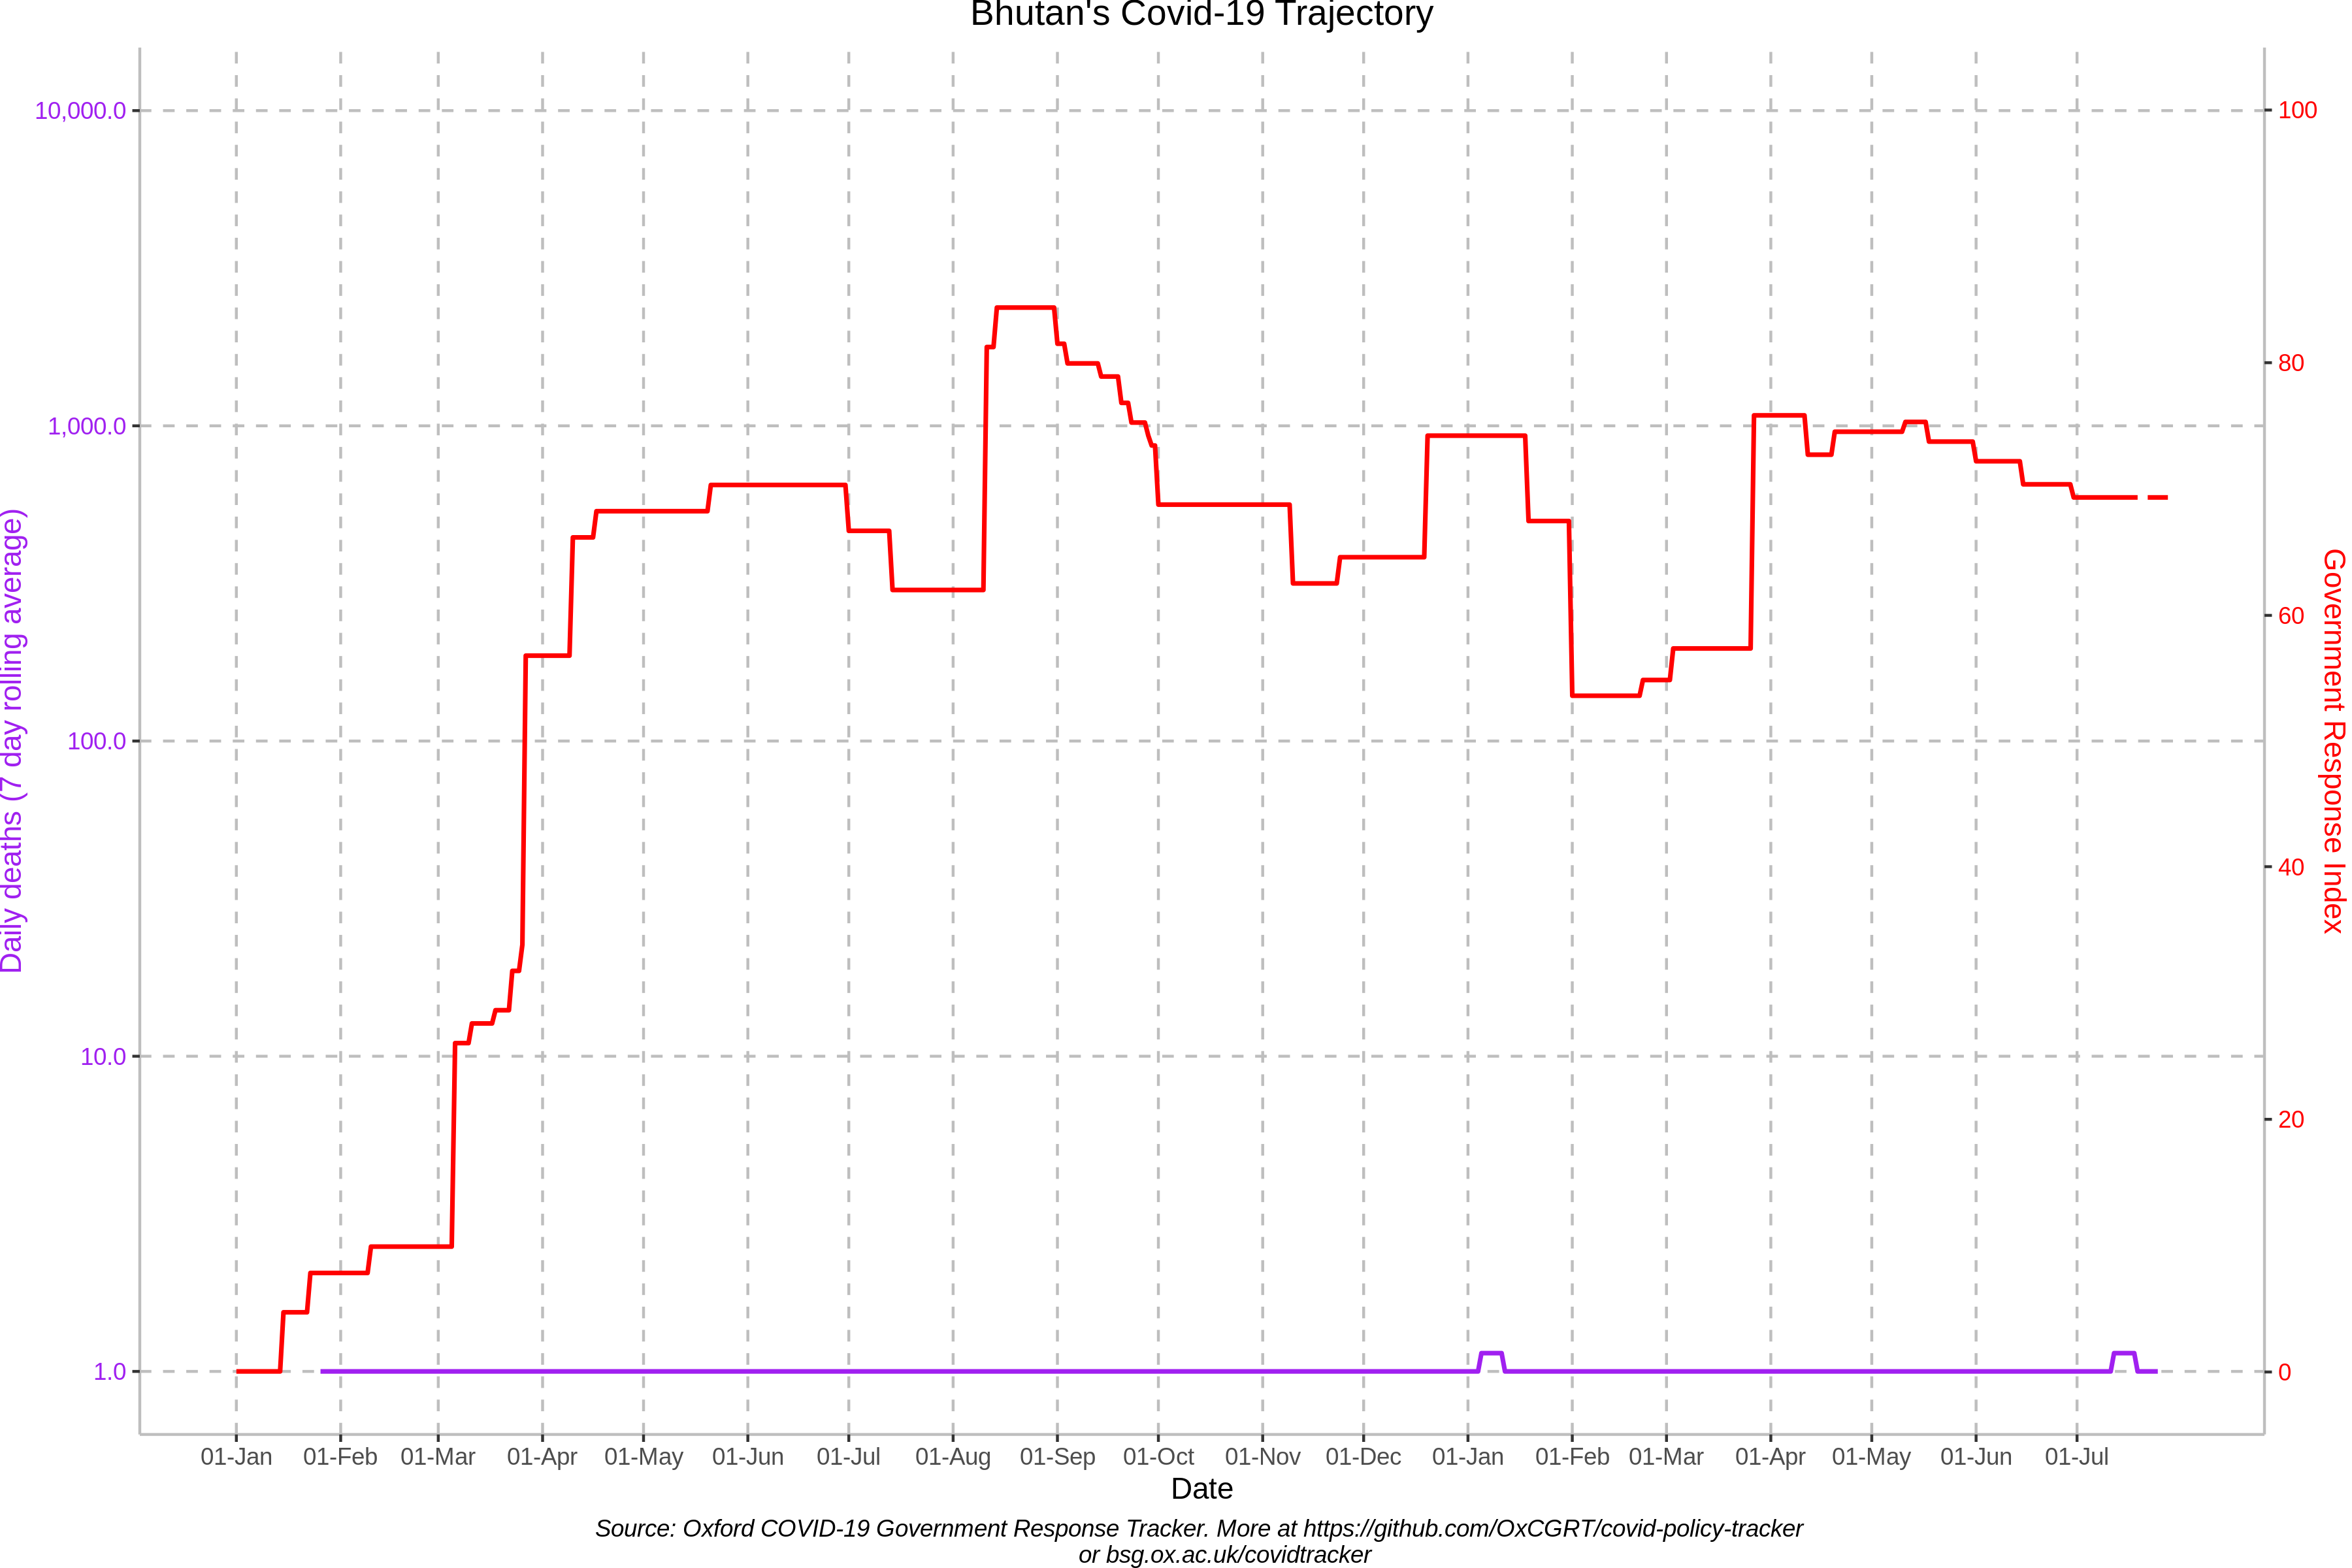 Bhutan's Covid-19 Trajectory
10,000.0
1,000.0
100.0
10.0
1.0
Daily deaths (7 day rolling average)
100
80
60
40
20
0
Government Response Index
01-Jan 01-Feb 01-Mar 01-Apr 01-May 01-Jun 01-Jul 01-Aug 01-Sep 01-Oct 01-Nov 01-Dec 01-Jan 01-Feb 01-Mar 01-Apr 01-May 01-Jun 01-Jul
Date
Source: Oxford COVID-19 Government Response Tracker. More at https://github.com/OxCGRT/covid-policy-tracker
or bsg.ox.ac.uk/covidtracker